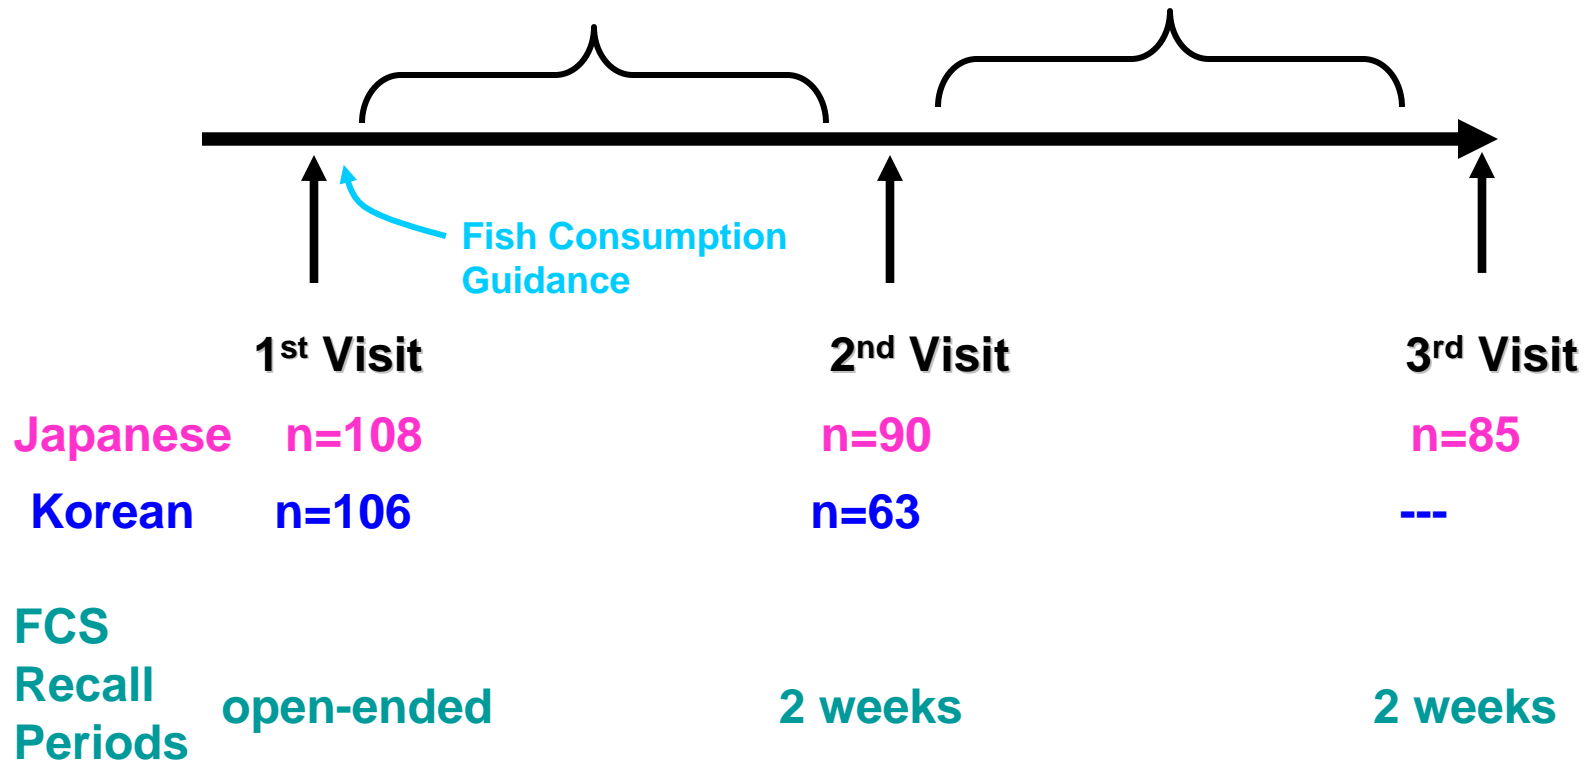 Fish Consumption
Guidance
1st Visit 2nd Visit 3rd Visit
Japanese n=108 n=90 n=85
Korean n=106 n=63 ---
FCS
Recall
Periods open-ended 2 weeks 2 weeks